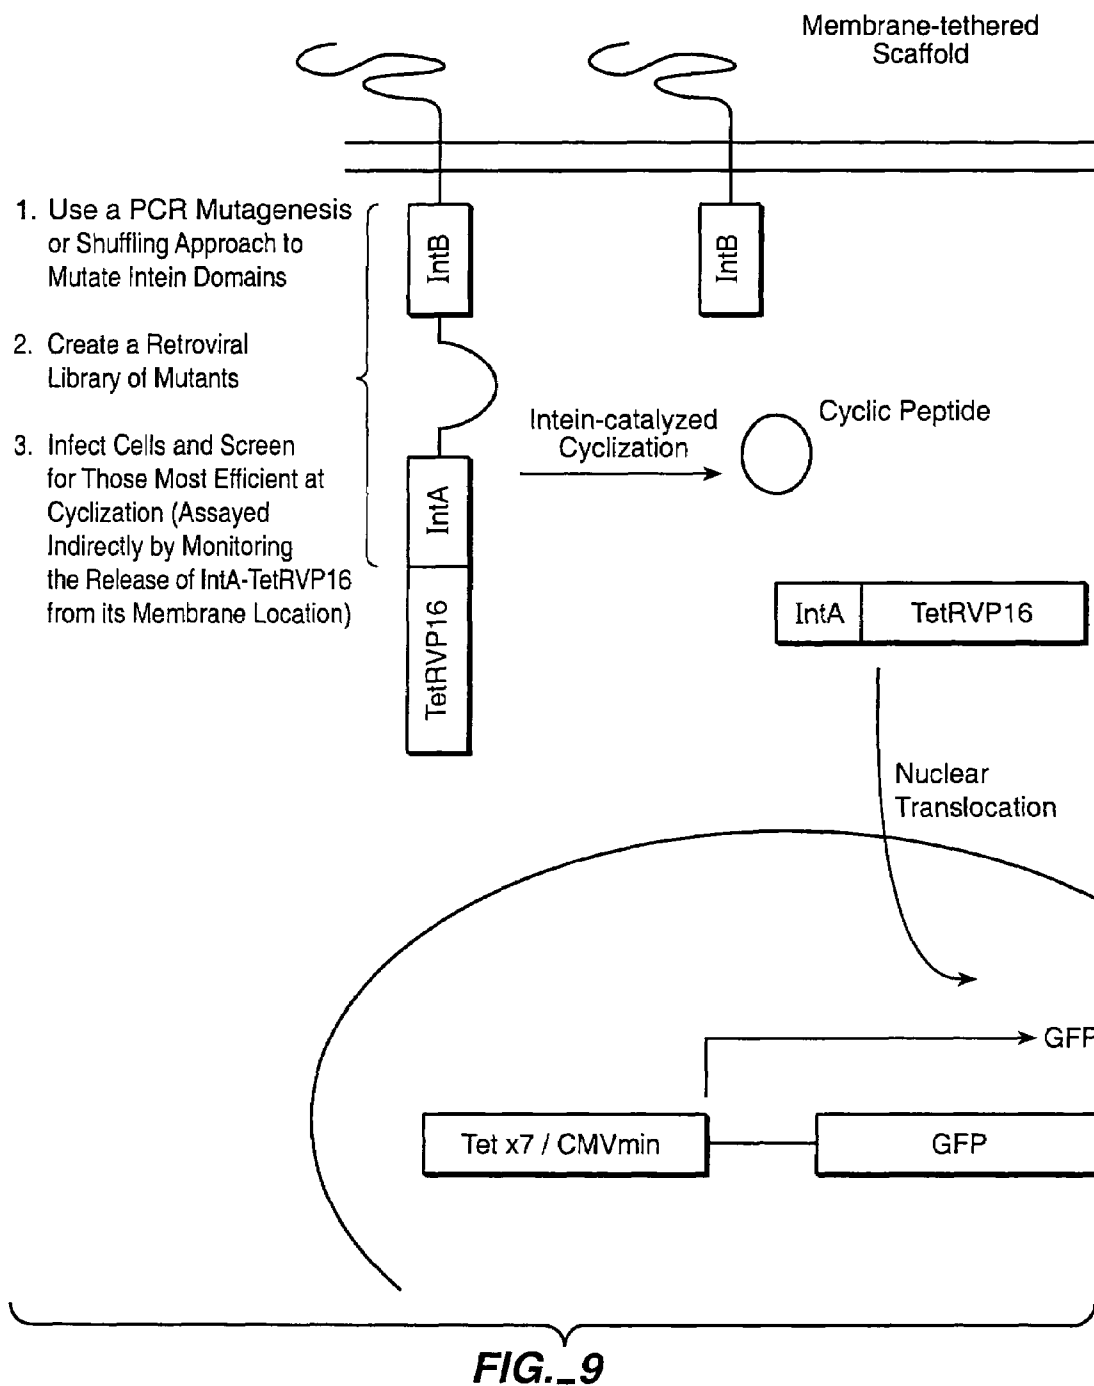 Membrane-tethered
Scaffold
1. Use a PCR Mutagenesis
or Shuffling Approach to
Mutate Intein Domains
2. Create a Retroviral
Library of Mutants
3. Infect Cells and Screen
for Those Most Efficient at
Cyclization (Assayed
Indirectly by Monitoring
the Release of IntA-TetRVP16
from its Membrane Location)
IntB
IntA
TetRVP16
IntB
Intein-catalyzed
Cyclization
Cyclic Peptide
IntA
TetRVP16
Nuclear
Translocation
GFP
Tet x7 / CMVmin
GFP
FIG._9